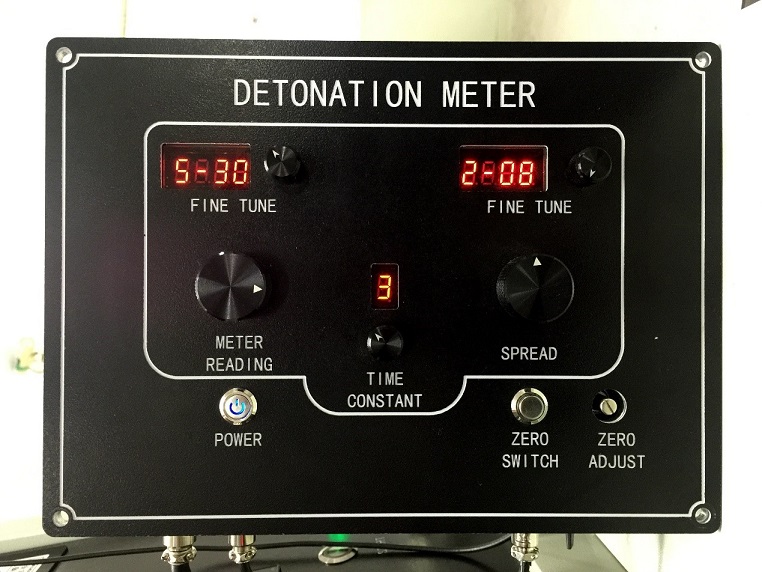 DETONATION METER
5-30
2-08
FINE TUNE
FINE TUNE
3
METER
READING
SPREAD
TIME
CONSTANT
POWER
ZERO
SWITCH
ZERO
ADJUST